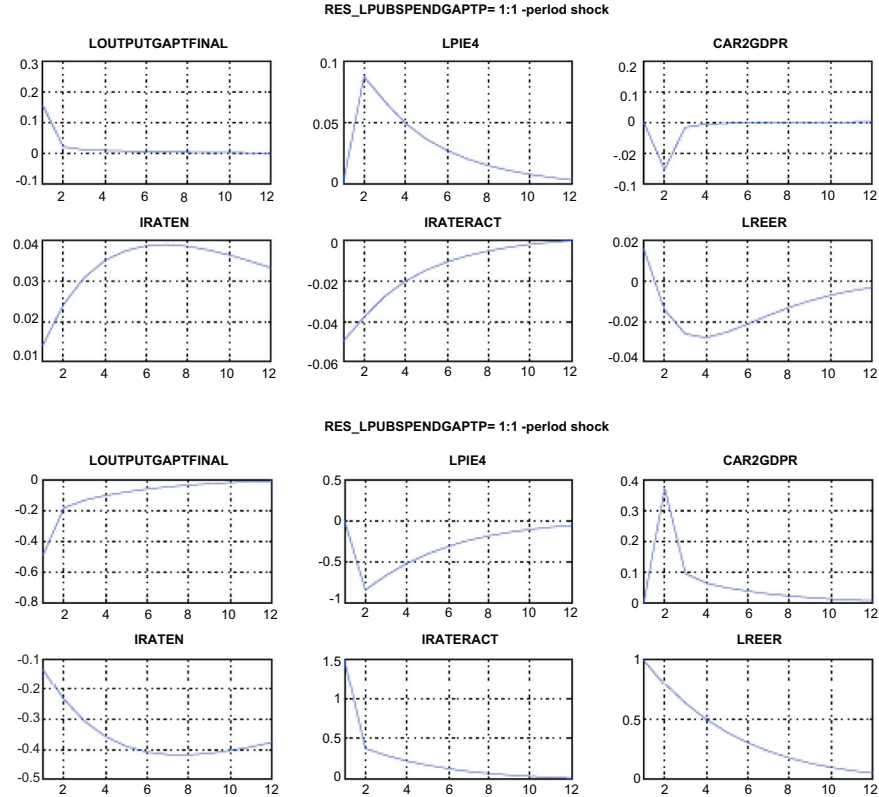 RES_LPUBSPENDGAPTP= 1:1 -perlod shock
LOUTPUTGAPTFINAL LPIE4 CAR2GDPR
0.3 0.1 0.2
0.2 0.1
0.1 0.05 0
0 -.02
-0.1 0 -0.1
2 4 6 8 10 12 2 4 6 8 10 12 2 4 6 8 10 12
IRATEN IRATERACT LREER
0.04 0 0.02
0.03 -0.02 0
0.02 -0.04 -0.02
0.01 -0.06 -0.04
2 4 6 8 10 12 2 4 6 8 10 12 2 4 6 8 10 12
RES_LPUBSPENDGAPTP= 1:1 -perlod shock
LOUTPUTGAPTFINAL LPIE4 CAR2GDPR
0 0.5 0.4
-0.2 0 0.3
-0.4 0.2
-0.6 -0.5 0.1
-0.8 -1 0
2 4 6 8 10 12 2 4 6 8 10 12 2 4 6 8 10 12
IRATEN IRATERACT LREER
-0.1 1.5 1
-0.2 1
-0.3 0.5
-0.4 0.5
-0.5 0 0
2 4 6 8 10 12 2 4 6 8 10 12 2 4 6 8 10 12